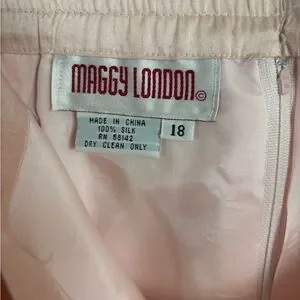 MAGGY LONDON©
MADE IN CHINA
100% SILK
RN 58142
DRY CLEAN ONLY
18